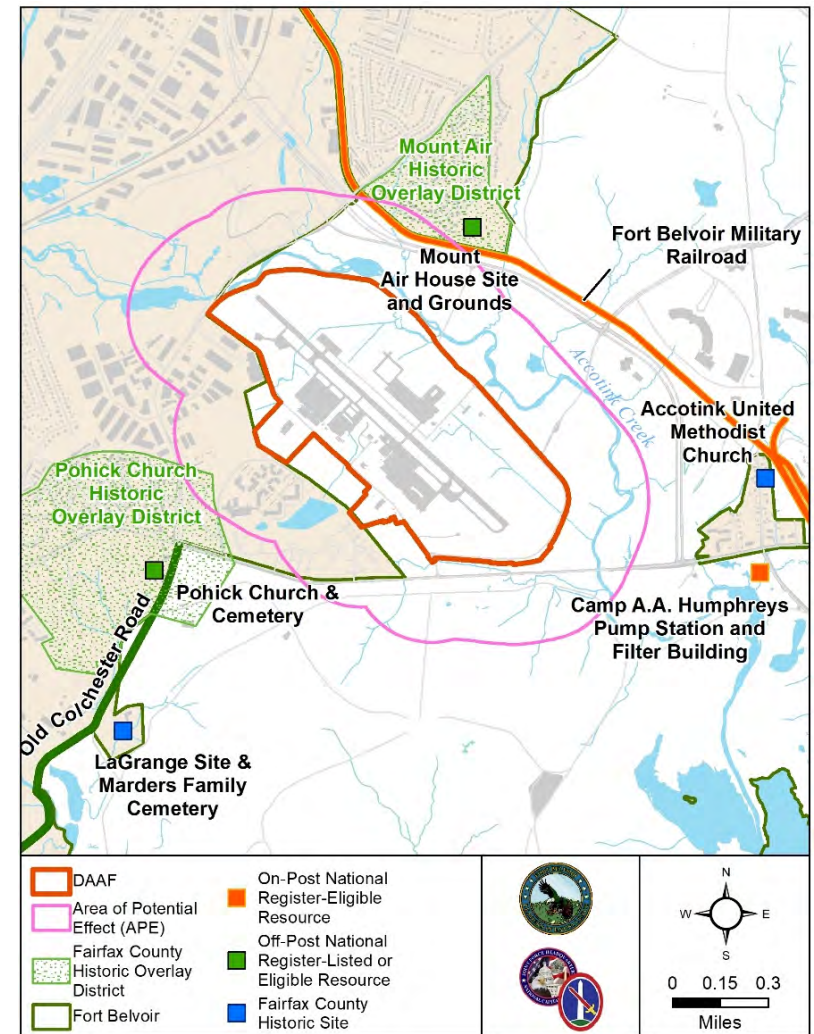 Mount Air
Historic
Overlay District
Fort Belvoir Military
Railroad
Mount
Air House Site
and Grounds
Accotink Creek
Accotink United
Methodist
Church
Pohick Church
Historic
Overlay District
Pohick Church &
Cemetery
Camp A.A. Humphreys
Pump Station and
Filter Building
Old Co/chester Road
LaGrange Site &
Marders Family
Cemetery
DAAF
Area of Potential
Effect (APE)
Fairfax County
Historic Overlay
District
Fort Belvoir
On-Post National
Register-Eligible
Resource
Off-Post National
Register-Listed or
Eligible Resource
Fairfax County
Historic Site
N
W E
S
0 0.15 0.3
Miles